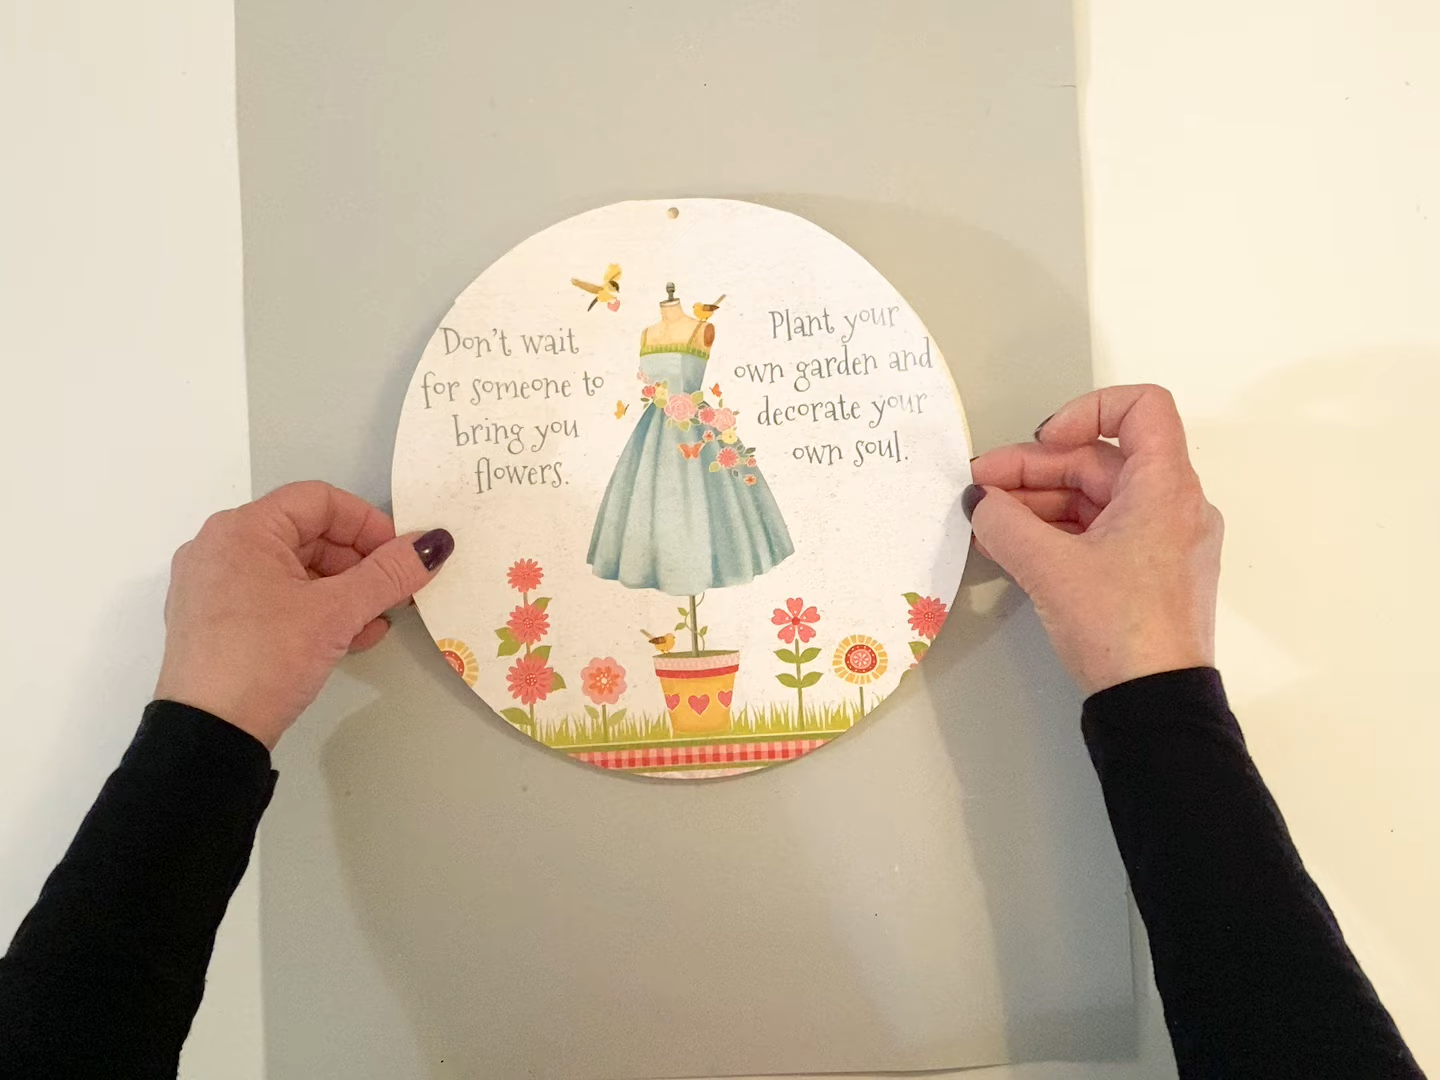 Don't wait
for someone to
bring you
flowers.
Plant your
own garden and
decorate your
own soul.